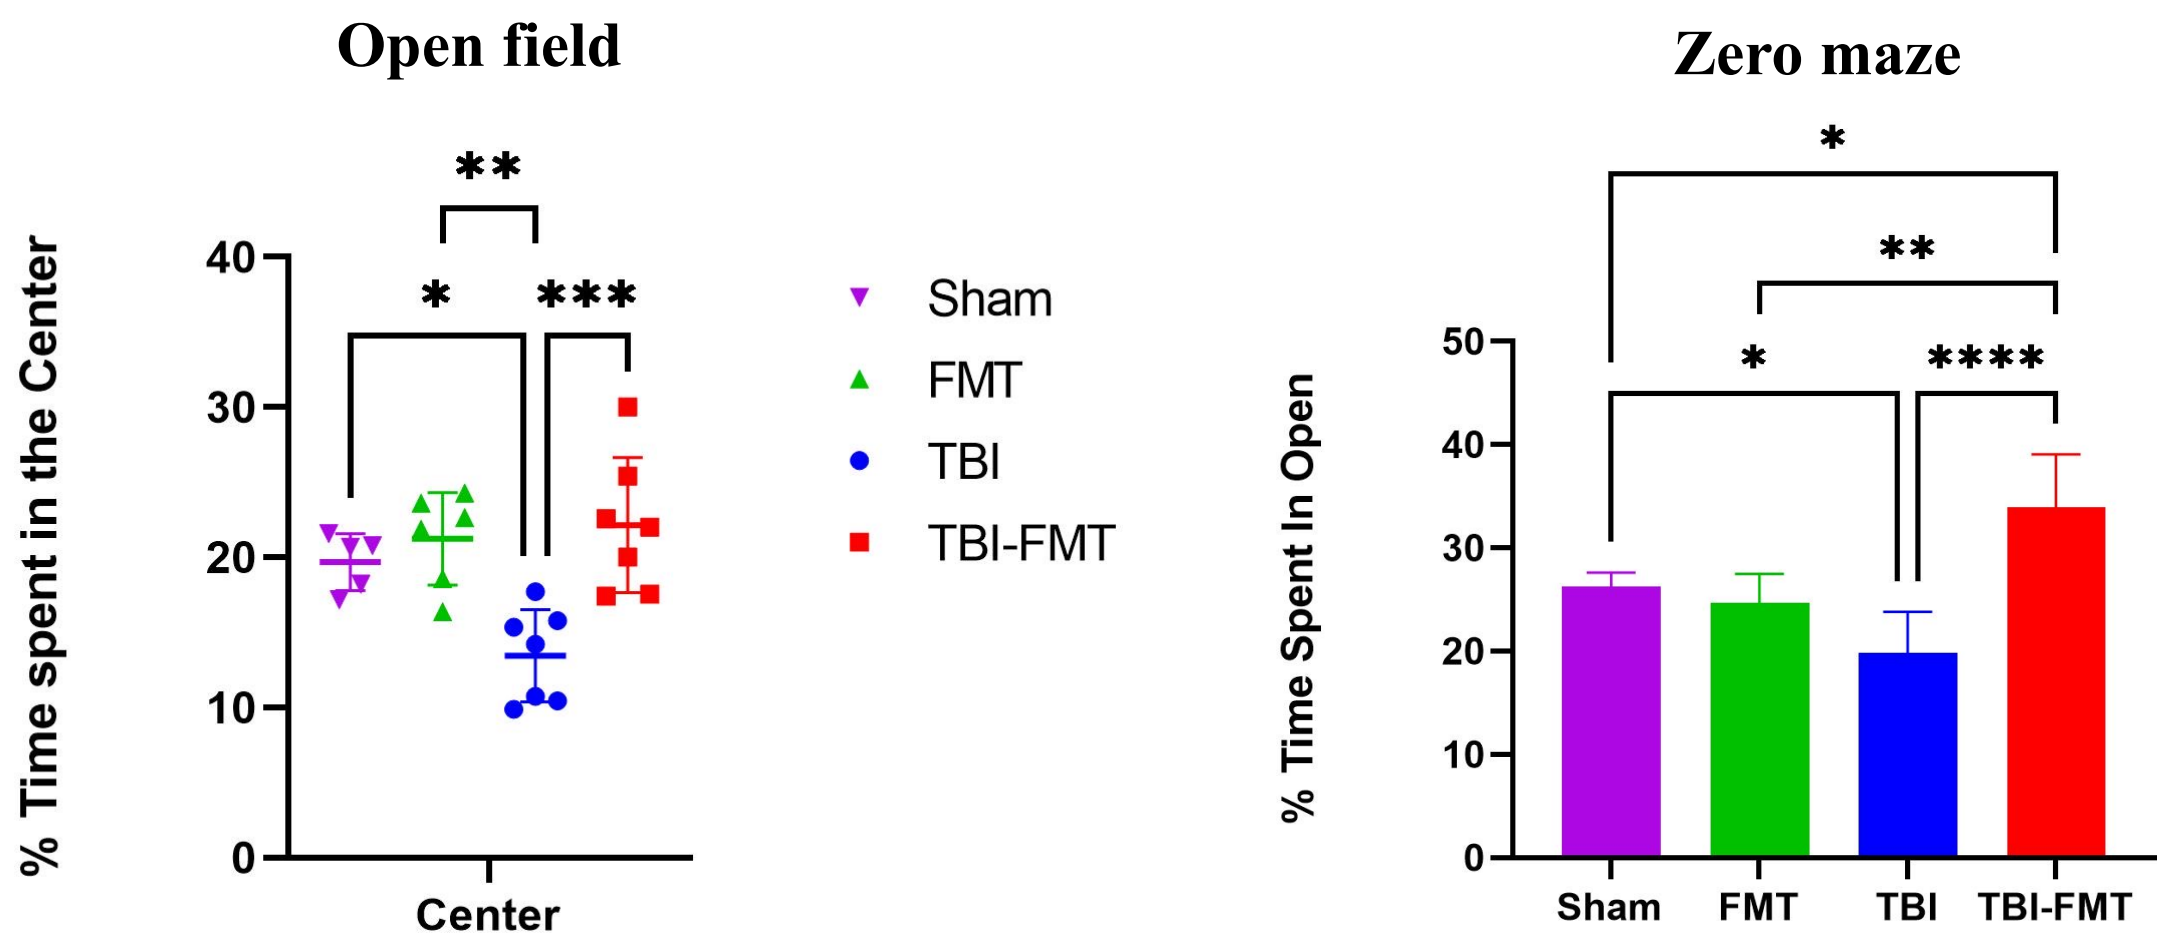 Open field
% Time spent in the Center
**
* ***
40
30
20
10
0
Center
Sham
FMT
TBI
TBI-FMT
Zero maze
% Time Spent In Open
*
**
* ****
50
40
30
20
10
0
Sham FMT TBI TBI-FMT